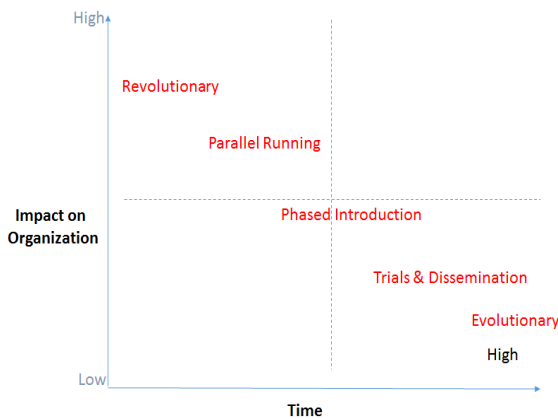 High
Revolutionary
Parallel Running
Impact on
Organization
Phased Introduction
Trials & Dissemination
Evolutionary
High
Low
Time